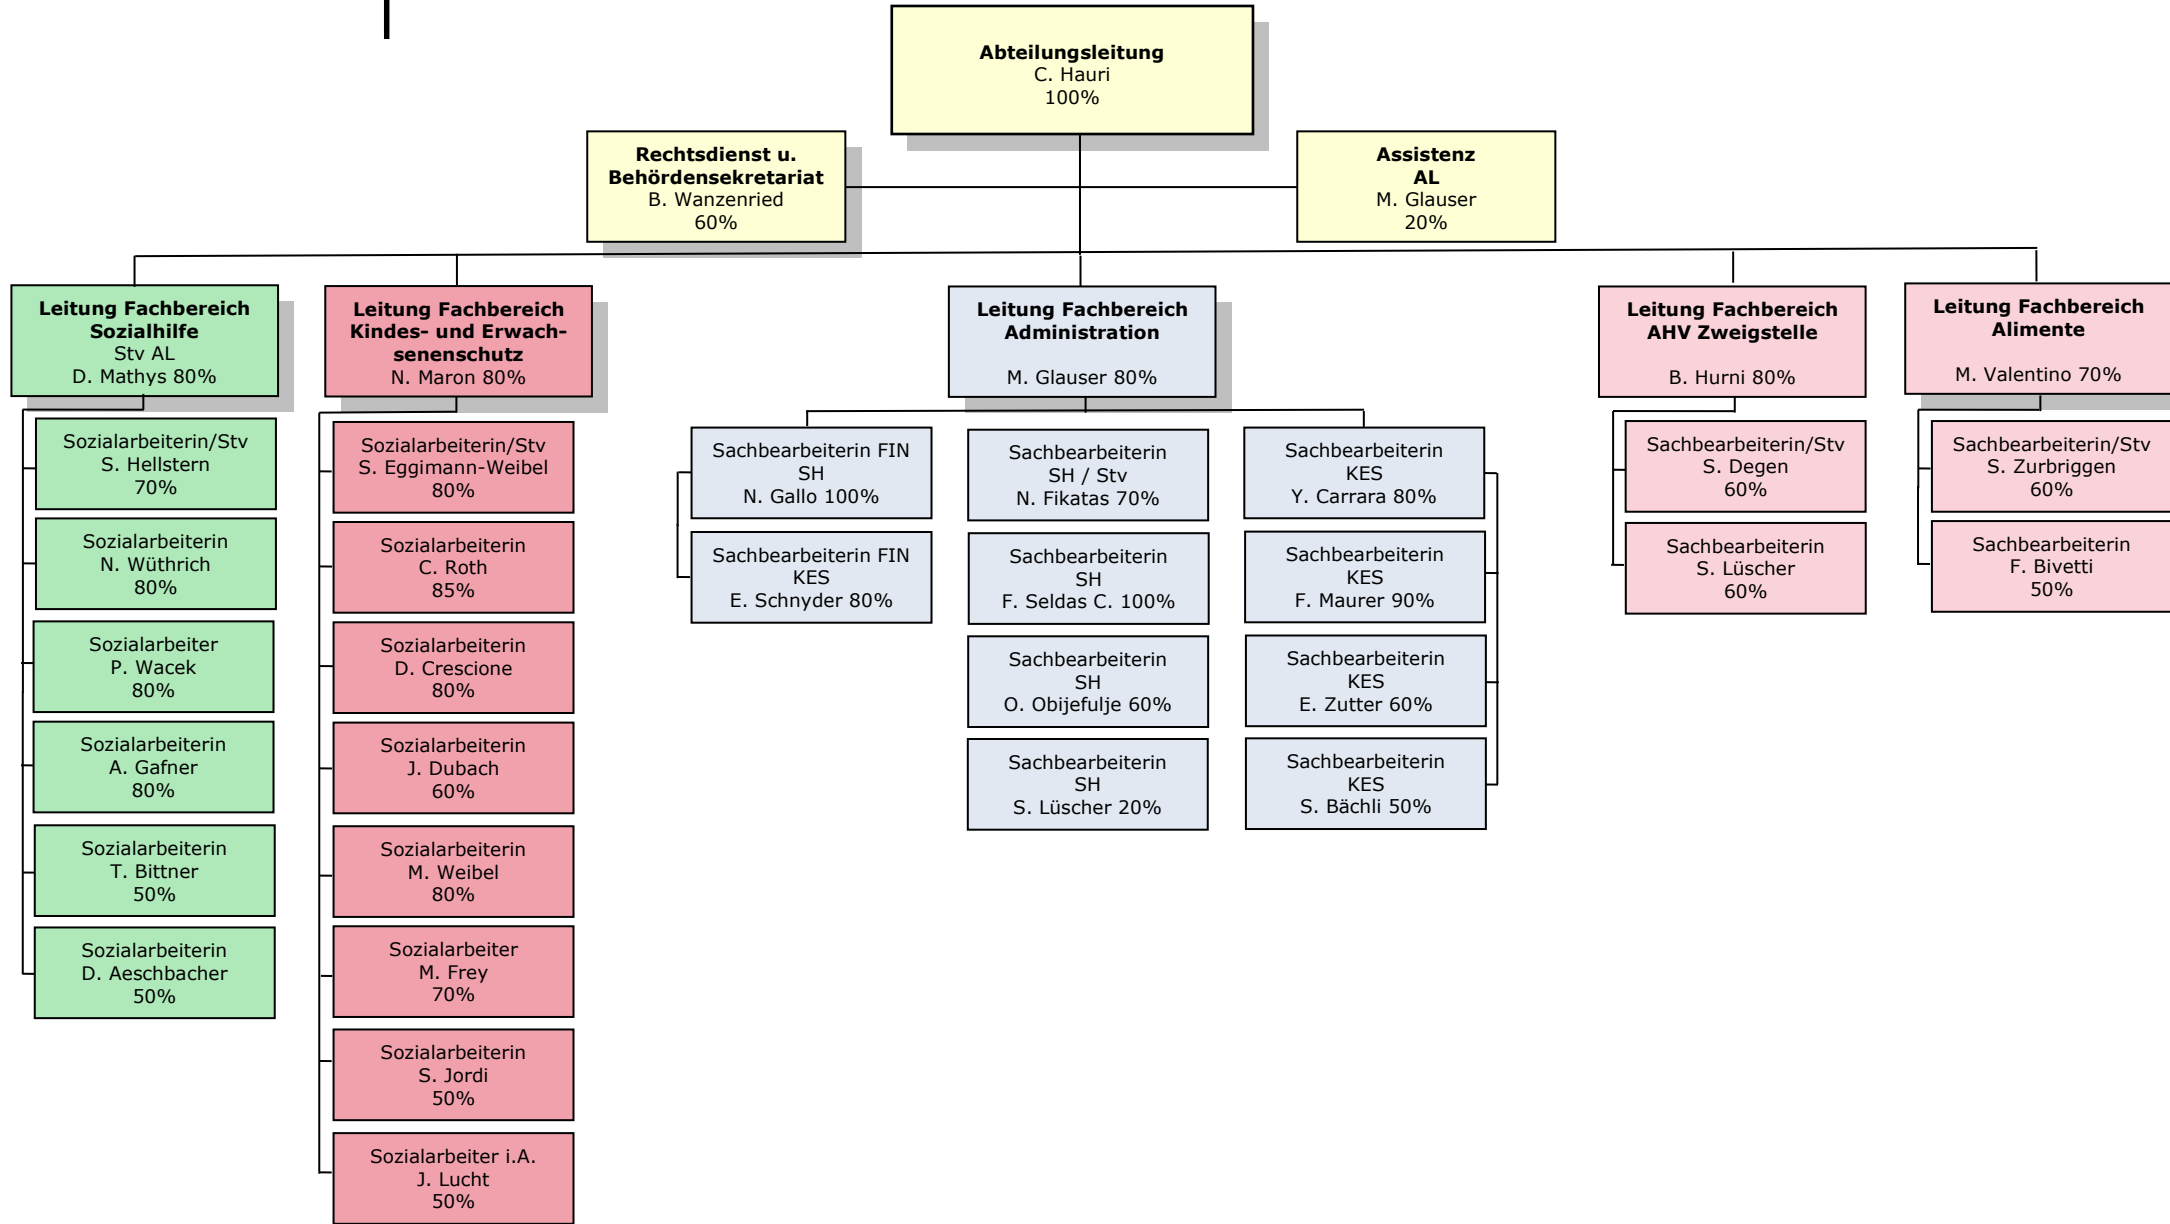 Abteilungsleitung
C. Hauri
100%
Rechtsdienst u.
Behördensekretariat
B. Wanzenried
60%
Assistenz
AL
M. Glauser
20%
Leitung Fachbereich
Sozialhilfe
Stv AL
D. Mathys 80%
Sozialarbeiterin/Stv
S. Hellstern
70%
Sozialarbeiterin
N. Wüthrich
80%
Sozialarbeiter
P. Wacek
80%
Sozialarbeiterin
A. Gafner
80%
Sozialarbeiterin
T. Bittner
50%
Sozialarbeiterin
D. Aeschbacher
50%
Leitung Fachbereich
Kindes- und Erwach-
senenschutz
N. Maron 80%
Sozialarbeiterin/Stv
S. Eggimann-Weibel
80%
Sozialarbeiterin
C. Roth
85%
Sozialarbeiterin
D. Crescione
80%
Sozialarbeiterin
J. Dubach
60%
Sozialarbeiterin
M. Weibel
80%
Sozialarbeiter
M. Frey
70%
Sozialarbeiterin
S. Jordi
50%
Sozialarbeiter i.A.
J. Lucht
50%
Leitung Fachbereich
Administration
M. Glauser 80%
Sachbearbeiterin FIN
SH
N. Gallo 100%
Sachbearbeiterin FIN
KES
E. Schnyder 80%
Sachbearbeiterin
SH / Stv
N. Fikatas 70%
Sachbearbeiterin
SH
F. Seldas C. 100%
Sachbearbeiterin
SH
O. Obijefulje 60%
Sachbearbeiterin
SH
S. Lüscher 20%
Sachbearbeiterin
KES
Y. Carrara 80%
Sachbearbeiterin
KES
F. Maurer 90%
Sachbearbeiterin
KES
E. Zutter 60%
Sachbearbeiterin
KES
S. Bächli 50%
Leitung Fachbereich
AHV Zweigstelle
B. Hurni 80%
Sachbearbeiterin/Stv
S. Degen
60%
Sachbearbeiterin
S. Lüscher
60%
Leitung Fachbereich
Alimente
M. Valentino 70%
Sachbearbeiterin/Stv
S. Zurbriggen
60%
Sachbearbeiterin
F. Bivetti
50%